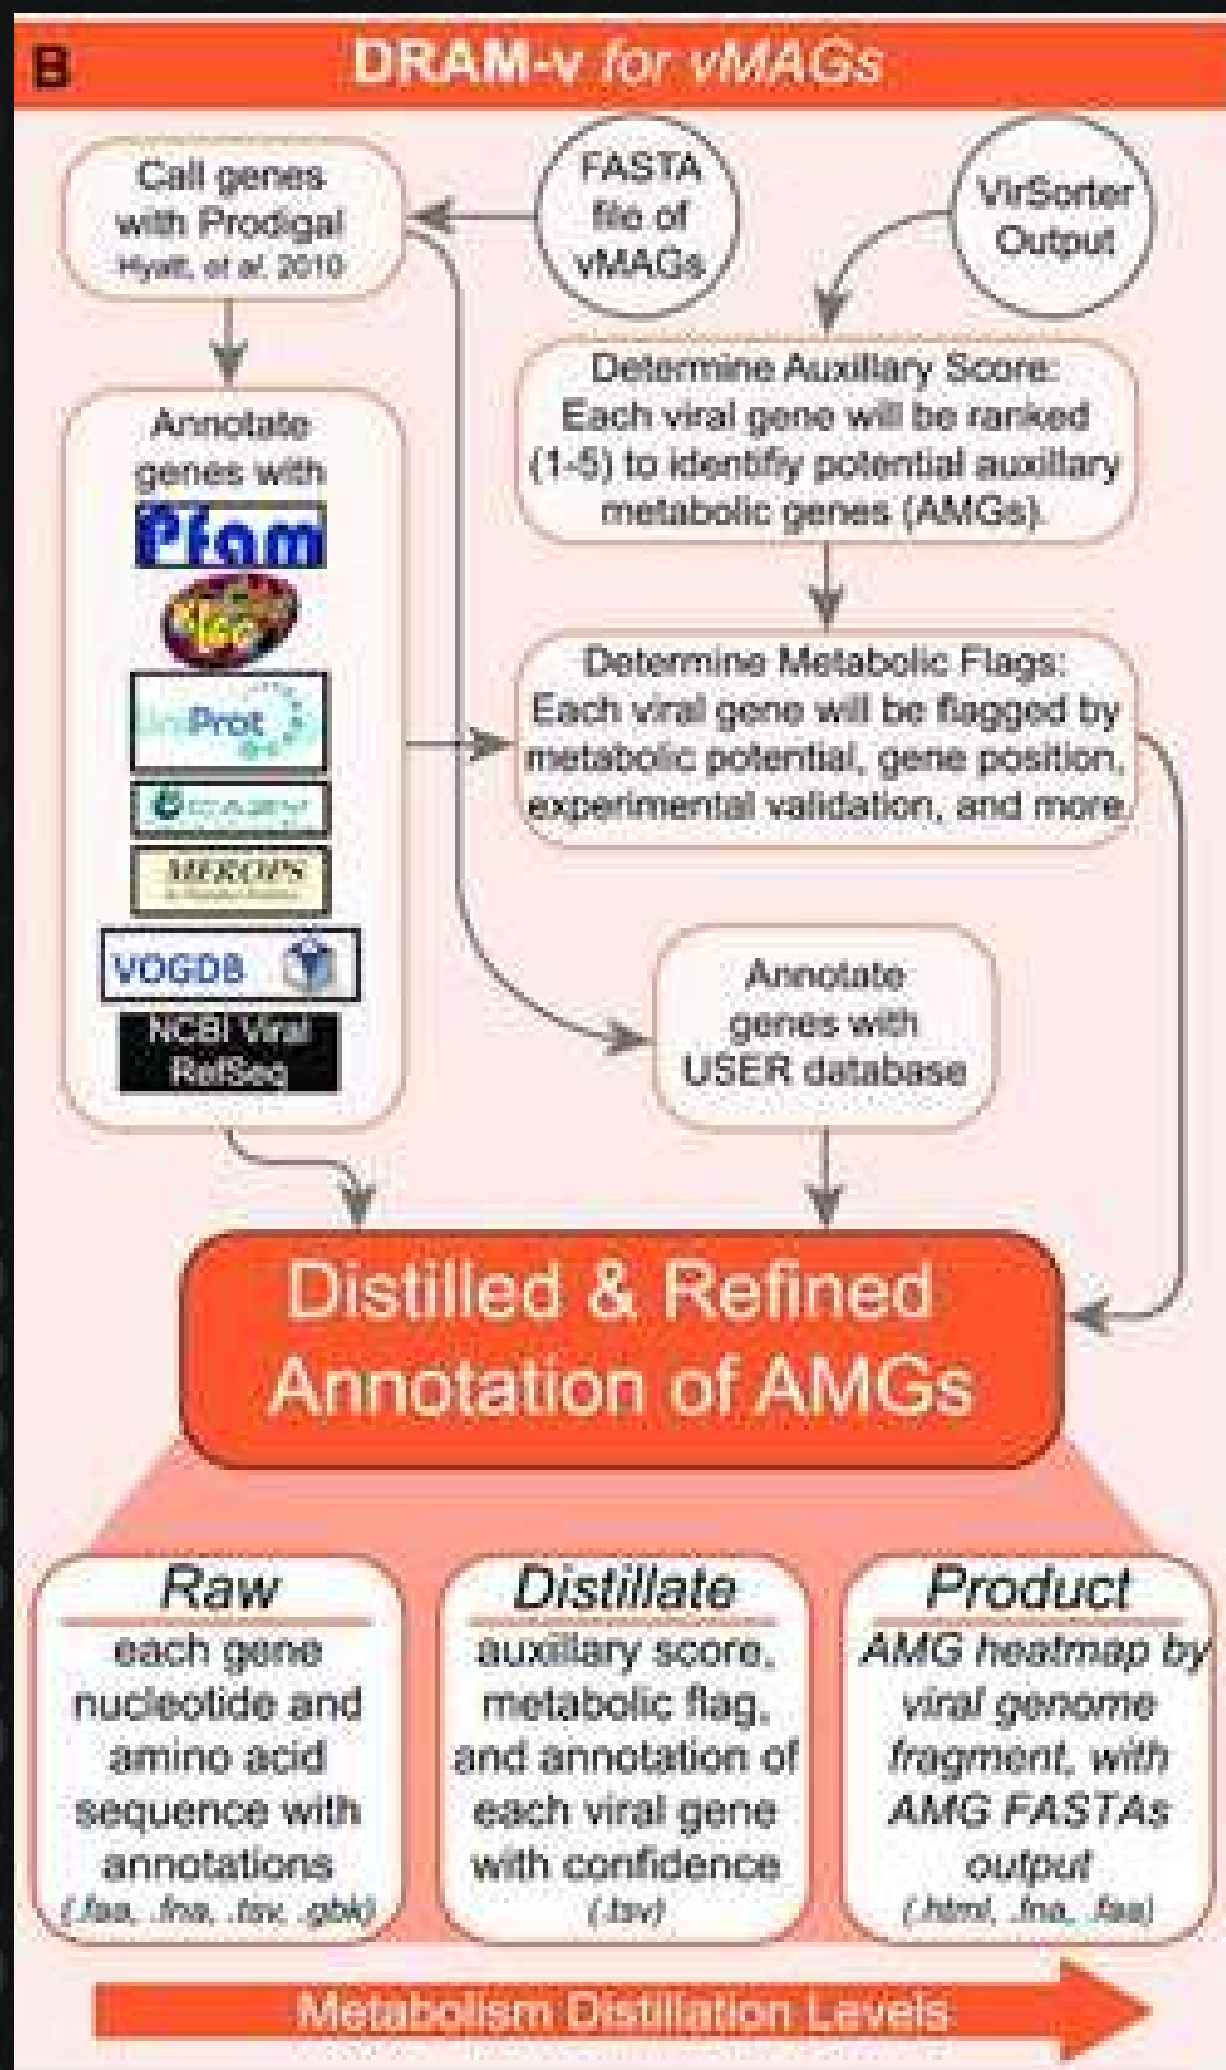 B
DRAM-v for vMAGs
Call genes
with Prodigal
Hyatt, et al. 2010
FASTA
file of
vMAGs
VirSorter
Output
Determine Auxillary Score:
Each viral gene will be ranked
(1-5) to identifiy potential auxillary
metabolic genes (AMGs).
Annotate
genes with
Pfam
UniProt
MEROPS
VOGDB
NCBI Viral
RefSeq
Determine Metabolic Flags:
Each viral gene will be flagged by
metabolic potential, gene position,
experimental validation, and more.
Annotate
genes with
USER database
Distilled & Refined
Annotation of AMGs
Raw
each gene
nucleotide and
amino acid
sequence with
annotations
(.faa, .fna, .tsv, .gbk)
Distillate
auxillary score,
metabolic flag,
and annotation of
each viral gene
with confidence
(.tsv)
Product
AMG heatmap by
viral genome
fragment, with
AMG FASTAs
output
(.html, .fna, .faa)
Metabolism Distillation Levels